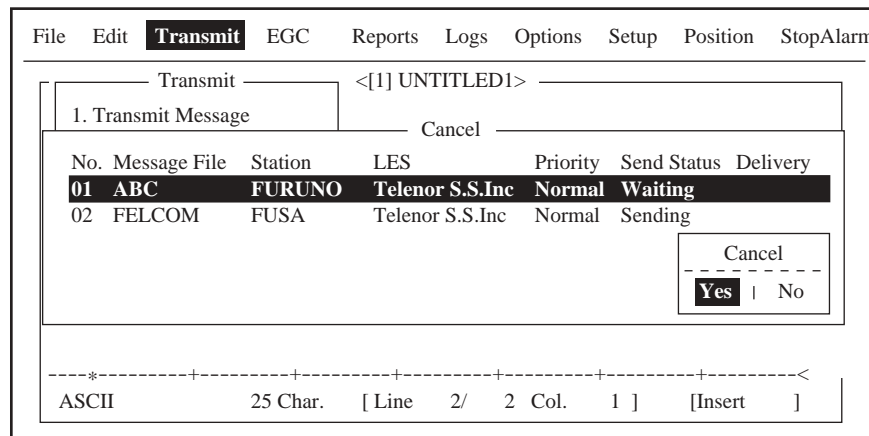 File Edit Transmit EGC Reports Logs Options Setup Position StopAlarm
Transmit <[1] UNTITLED1>
1. Transmit Message
Cancel
No. Message File Station LES Priority Send Status Delivery
01 ABC FURUNO Telenor S.S.Inc Normal Waiting
02 FELCOM FUSA Telenor S.S.Inc Normal Sending
Cancel
Yes | No
----*---------+---------+---------+---------+---------+---------+---------<
ASCII 25 Char. [ Line 2/ 2 Col. 1 ] [Insert ]